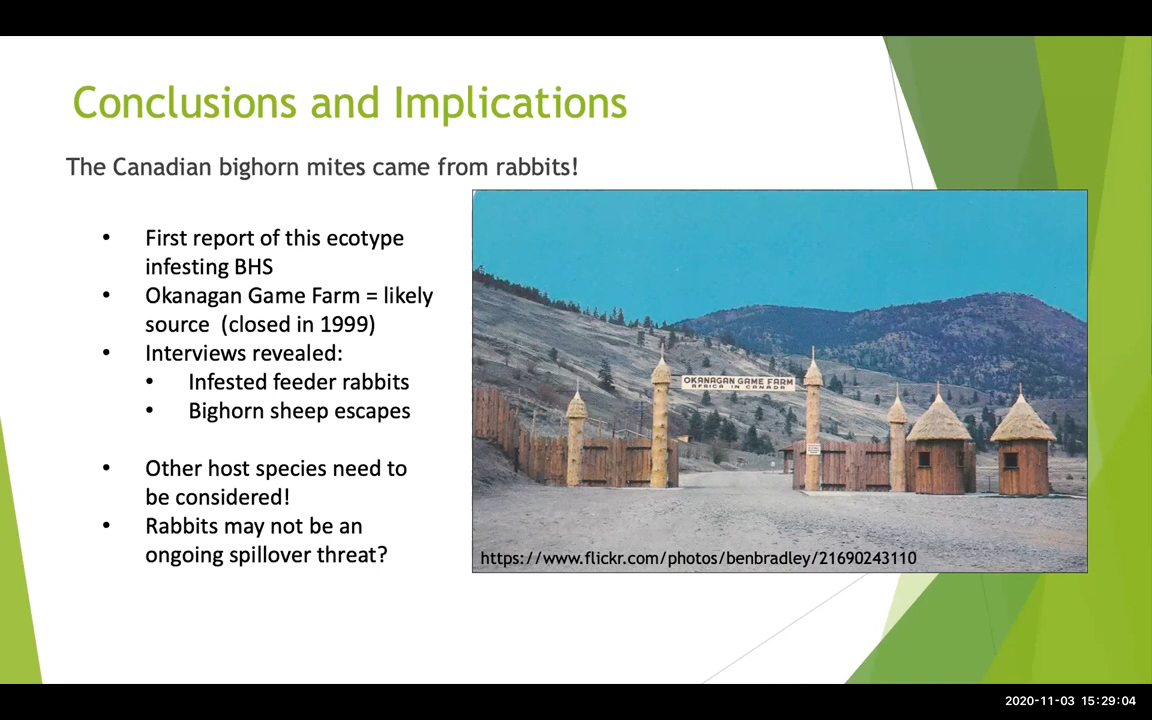 Conclusions and Implications
The Canadian bighorn mites came from rabbits!
• First report of this ecotype
infesting BHS
• Okanagan Game Farm = likely
source (closed in 1999)
• Interviews revealed:
• Infested feeder rabbits
• Bighorn sheep escapes
• Other host species need to
be considered!
• Rabbits may not be an
ongoing spillover threat?
OKANAGAN GAME FARM
AFRICA IN CANADA
https://www.flickr.com/photos/benbradley/21690243110
2020-11-03 15:29:04